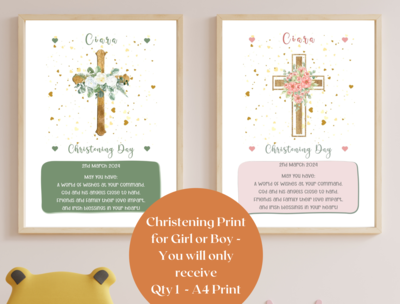 Ciara
Christening Day
2nd March 2024
May You Have:
A world of wishes at your command,
God and his angels close to hand,
Friends and family their love impart,
and Irish blessings in your heart!
Ciara
Christening Day
2nd March 2024
May You Have:
A world of wishes at your command,
God and his angels close to hand,
Friends and family their love impart,
and Irish blessings in your heart!
Christening Print
for Girl or Boy -
You will only
receive
Qty 1 - A4 Print